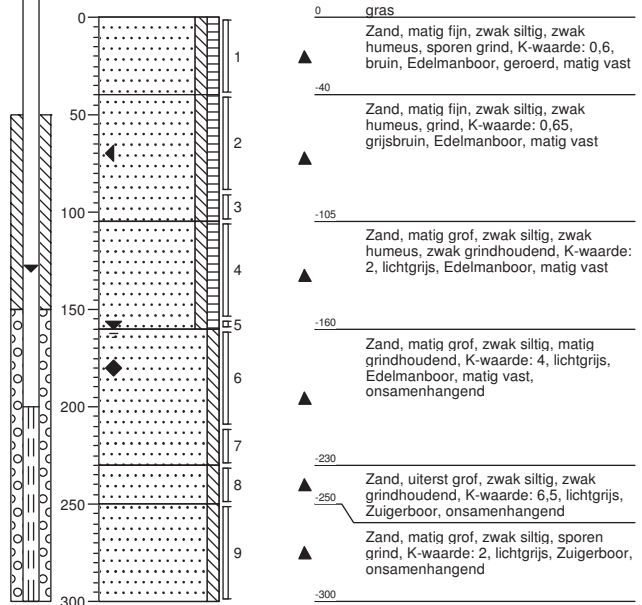 0
50
100
150
200
250
300
1
2
3
4
5
6
7
8
9
0 gras
Zand, matig fijn, zwak siltig, zwak
humeus, sporen grind, K-waarde: 0,6,
bruin, Edelmanboor, geroerd, matig vast
-40
Zand, matig fijn, zwak siltig, zwak
humeus, grind, K-waarde: 0,65,
grijsbruin, Edelmanboor, matig vast
-105
Zand, matig grof, zwak siltig, zwak
humeus, zwak grindhoudend, K-waarde:
2, lichtgrijs, Edelmanboor, matig vast
-160
Zand, matig grof, zwak siltig, matig
grindhoudend, K-waarde: 4, lichtgrijs,
Edelmanboor, matig vast,
onsamenhangend
-230
Zand, uiterst grof, zwak siltig, zwak
grindhoudend, K-waarde: 6,5, lichtgrijs,
Zuigerboor, onsamenhangend
-250
Zand, matig grof, zwak siltig, sporen
grind, K-waarde: 2, lichtgrijs, Zuigerboor,
onsamenhangend
-300